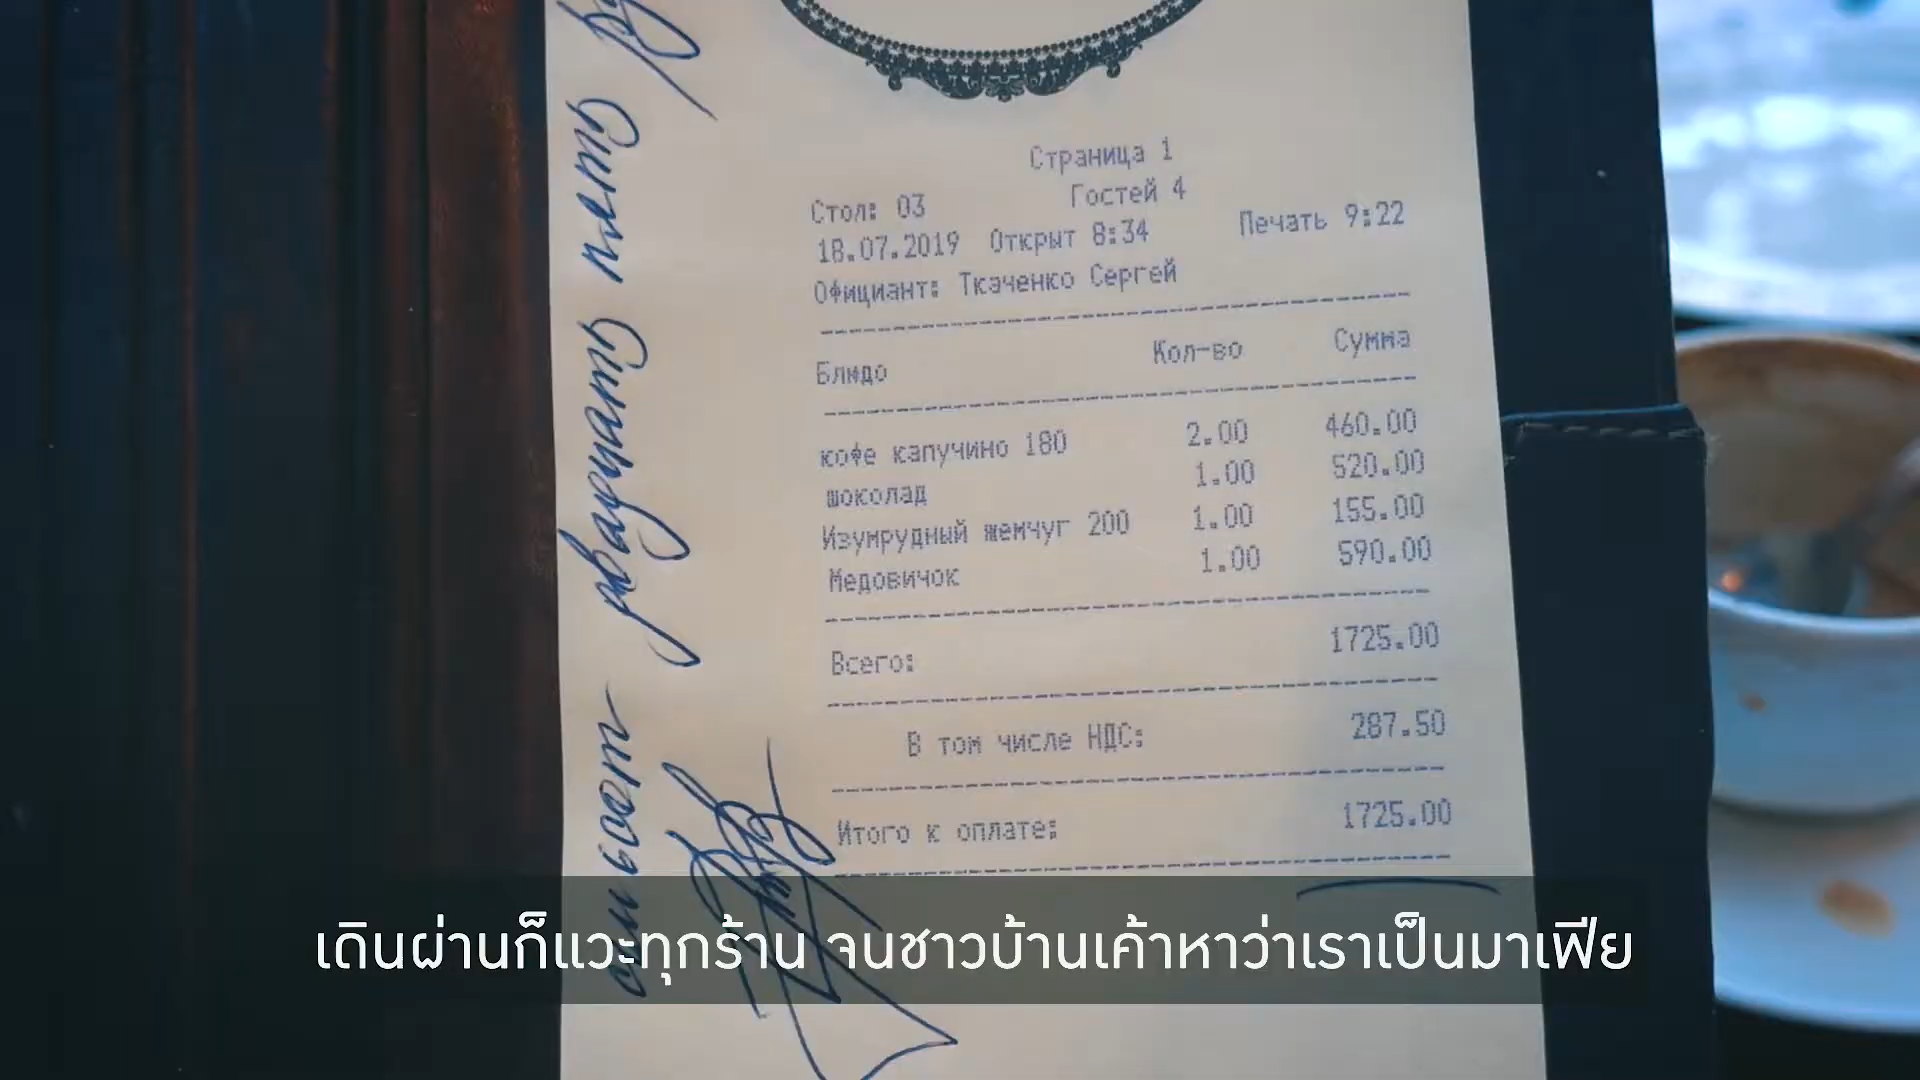 Страница 1
Стол: 03 Гостей 4
18.07.2019 Открыт 8:34 Печать 9:22
Официант: Ткаченко Сергей
Блюдо Кол-во Сумма
кофе капучино 180 2.00 460.00
шоколад 1.00 520.00
Изумрудный жемчуг 200 1.00 155.00
Медовичок 1.00 590.00
Всего: 1725.00
В том числе НДС: 287.50
Итого к оплате: 1725.00
двадцать пять
เดินผ่านก็แวะทุกร้าน จนชาวบ้านเค้าหาว่าเราเป็นมาเฟีย